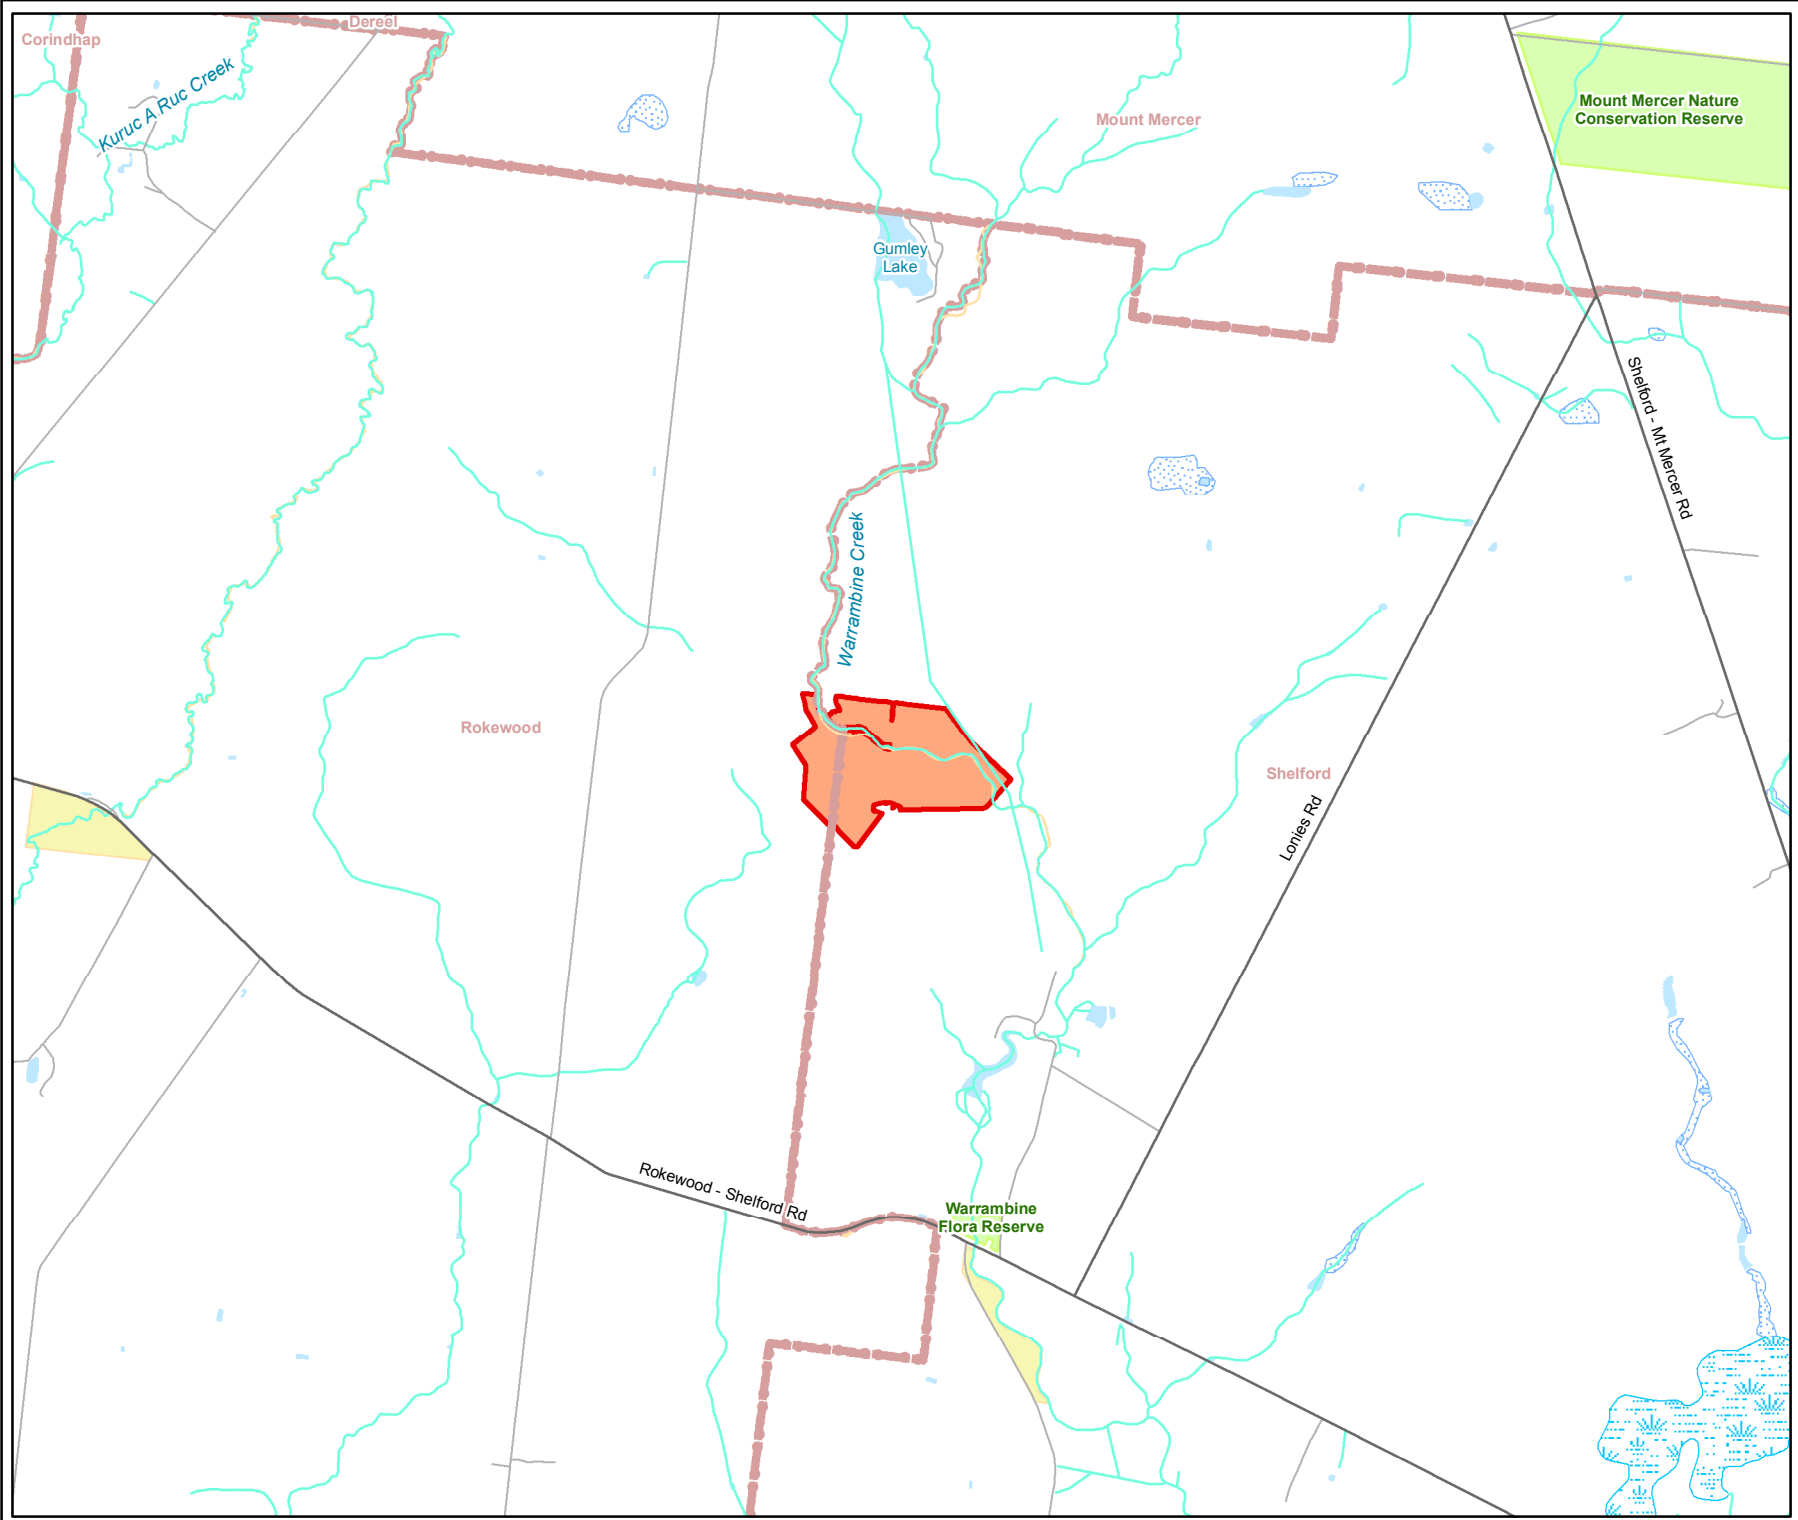 Dereel
Corindhap
Kuruc A Ruc Creek
Mount Mercer
Mount Mercer Nature
Conservation Reserve
Gumley
Lake
Shelford - Mt Mercer Rd
Warrambine Creek
Rokewood
Shelford
Lonies Rd
Rokewood - Shelford Rd
Warrambine
Flora Reserve